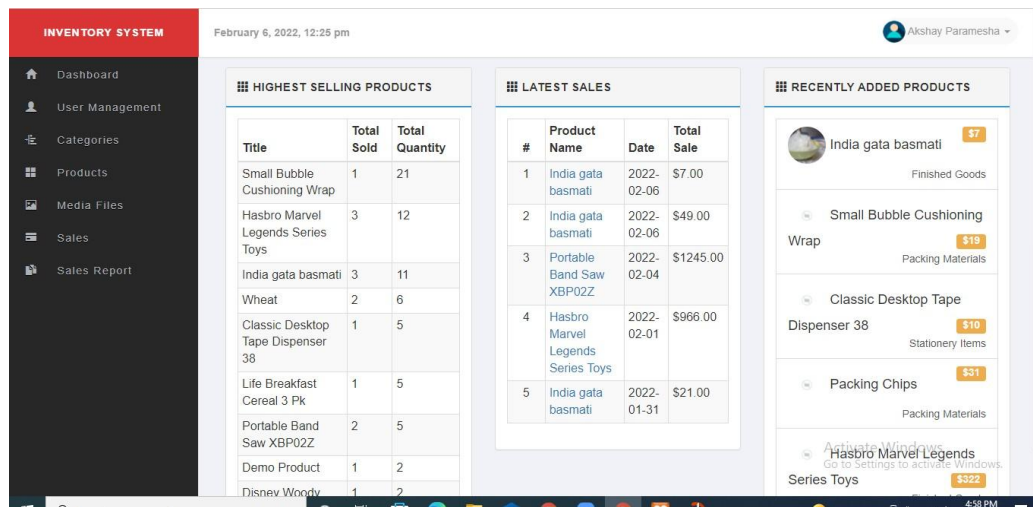 INVENTORY SYSTEM
February 6, 2022, 12:25 pm
Akshay Paramesha
Dashboard
User Management
Categories
Products
Media Files
Sales
Sales Report
HIGHEST SELLING PRODUCTS
Title Total Sold Total Quantity
Small Bubble Cushioning Wrap 1 21
Hasbro Marvel Legends Series Toys 3 12
India gata basmati 3 11
Wheat 2 6
Classic Desktop Tape Dispenser 38 1 5
Life Breakfast Cereal 3 Pk 1 5
Portable Band Saw XBP02Z 2 5
Demo Product 1 2
Disney Woody 1 2
LATEST SALES
# Product Name Date Total Sale
1 India gata basmati 2022-02-06 $7.00
2 India gata basmati 2022-02-06 $49.00
3 Portable Band Saw XBP02Z 2022-02-04 $1245.00
4 Hasbro Marvel Legends Series Toys 2022-02-01 $966.00
5 India gata basmati 2022-01-31 $21.00
RECENTLY ADDED PRODUCTS
India gata basmati $7
Finished Goods
Small Bubble Cushioning
Wrap $19
Packing Materials
Classic Desktop Tape
Dispenser 38 $10
Stationery Items
Packing Chips $31
Packing Materials
Hasbro Marvel Legends
Series Toys $322
Activate Windows
Go to Settings to activate Windows.
4:58 PM